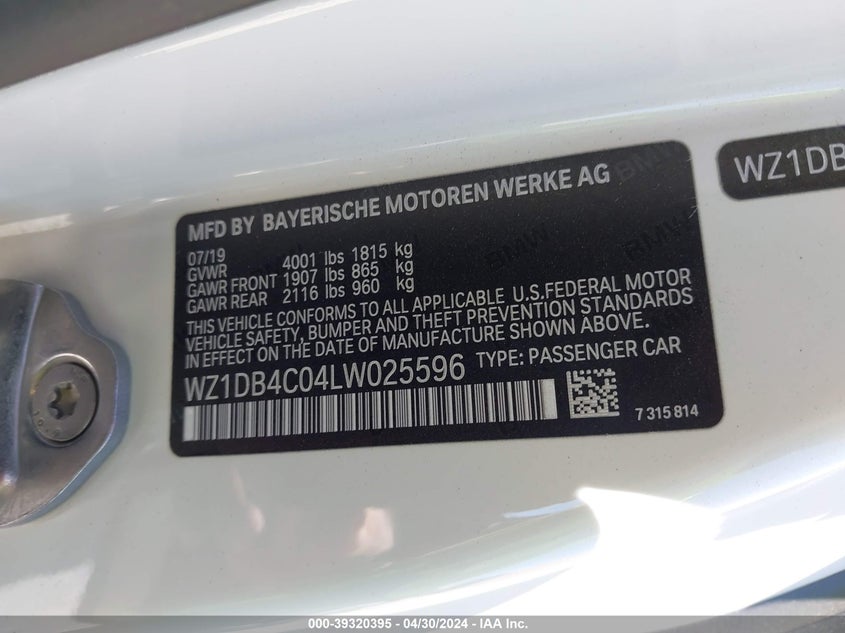 MFD BY BAYERISCHE MOTOREN WERKE AG
07/19
GVWR 4001 lbs 1815 kg
GAWR FRONT 1907 lbs 865 kg
GAWR REAR 2116 lbs 960 kg
THIS VEHICLE CONFORMS TO ALL APPLICABLE U.S.FEDERAL MOTOR
VEHICLE SAFETY, BUMPER AND THEFT PREVENTION STANDARDS
IN EFFECT ON THE DATE OF MANUFACTURE SHOWN ABOVE.
WZ1DB4C04LW025596 TYPE: PASSENGER CAR
7 315 814
WZ1DB
10.9
000-39320395 - 04/30/2024 - IAA Inc.